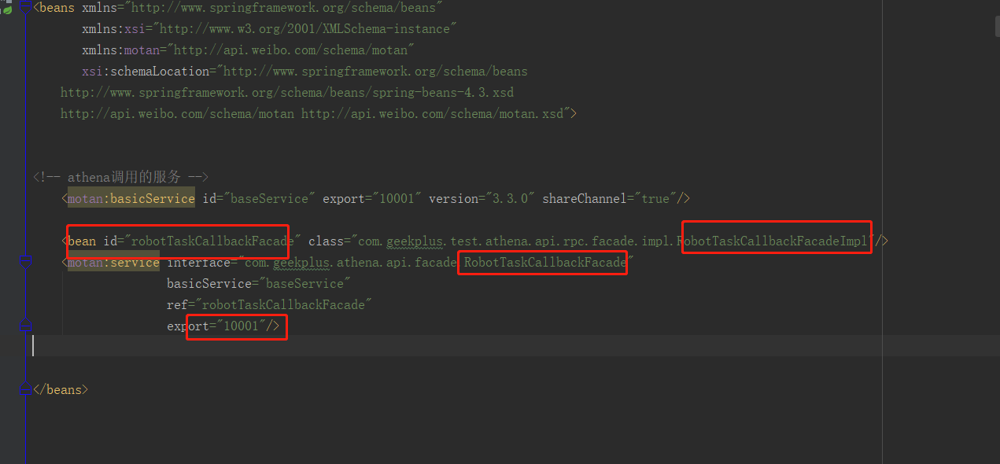 <beans xmlns="http://www.springframework.org/schema/beans"
xmlns:xsi="http://www.w3.org/2001/XMLSchema-instance"
xmlns:motan="http://api.weibo.com/schema/motan"
xsi:schemaLocation="http://www.springframework.org/schema/beans
http://www.springframework.org/schema/beans/spring-beans-4.3.xsd
http://api.weibo.com/schema/motan http://api.weibo.com/schema/motan.xsd">
<!-- athena调用的服务 -->
<motan:basicService id="baseService" export="10001" version="3.3.0" shareChannel="true"/>
<bean id="robotTaskCallbackFacade" class="com.geekplus.test.athena.api.rpc.facade.impl.RobotTaskCallbackFacadeImpl"/>
<motan:service interface="com.geekplus.athena.api.facade.RobotTaskCallbackFacade"
basicService="baseService"
ref="robotTaskCallbackFacade"
export="10001"/>
</beans>